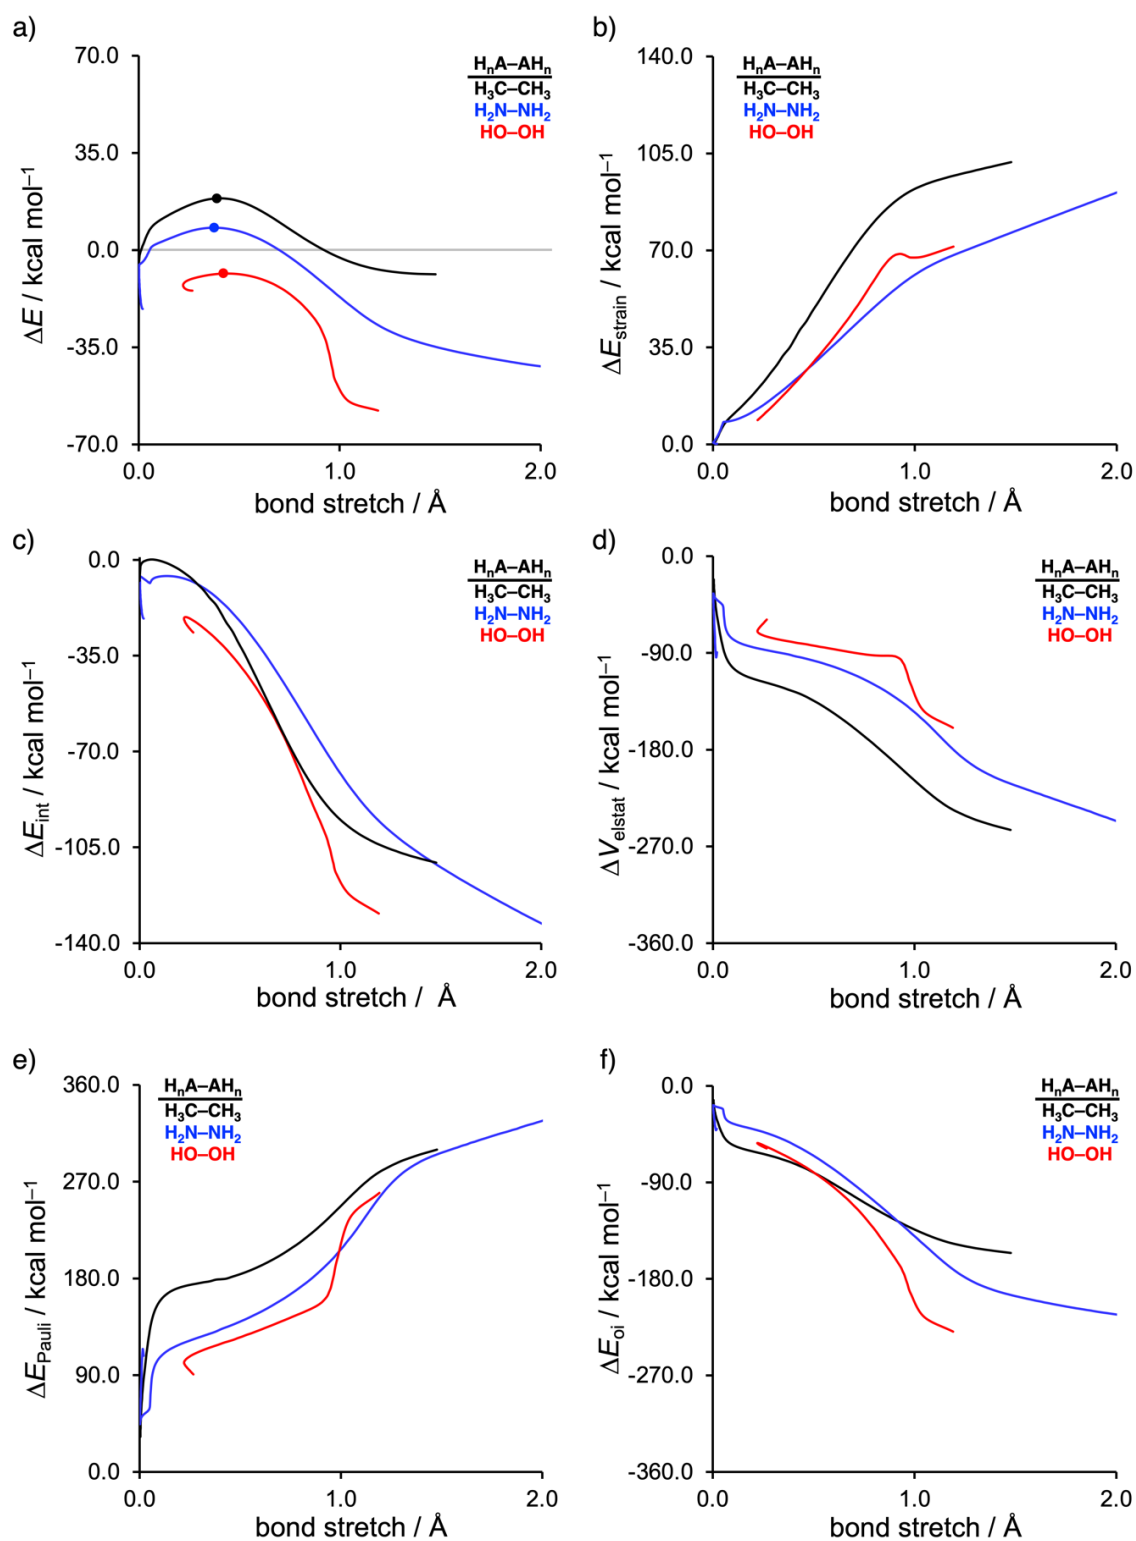 a)
70.0
35.0
0.0
-35.0
-70.0
ΔE / kcal mol⁻¹
0.0 1.0 2.0
bond stretch / Å
HₙA–AHₙ
H₃C–CH₃
H₂N–NH₂
HO–OH
b)
140.0
105.0
70.0
35.0
0.0
ΔE_strain / kcal mol⁻¹
0.0 1.0 2.0
bond stretch / Å
HₙA–AHₙ
H₃C–CH₃
H₂N–NH₂
HO–OH
c)
0.0
-35.0
-70.0
-105.0
-140.0
ΔE_int / kcal mol⁻¹
0.0 1.0 2.0
bond stretch / Å
HₙA–AHₙ
H₃C–CH₃
H₂N–NH₂
HO–OH
d)
0.0
-90.0
-180.0
-270.0
-360.0
ΔV_elstat / kcal mol⁻¹
0.0 1.0 2.0
bond stretch / Å
HₙA–AHₙ
H₃C–CH₃
H₂N–NH₂
HO–OH
e)
360.0
270.0
180.0
90.0
0.0
ΔE_Pauli / kcal mol⁻¹
0.0 1.0 2.0
bond stretch / Å
HₙA–AHₙ
H₃C–CH₃
H₂N–NH₂
HO–OH
f)
0.0
-90.0
-180.0
-270.0
-360.0
ΔE_oi / kcal mol⁻¹
0.0 1.0 2.0
bond stretch / Å
HₙA–AHₙ
H₃C–CH₃
H₂N–NH₂
HO–OH